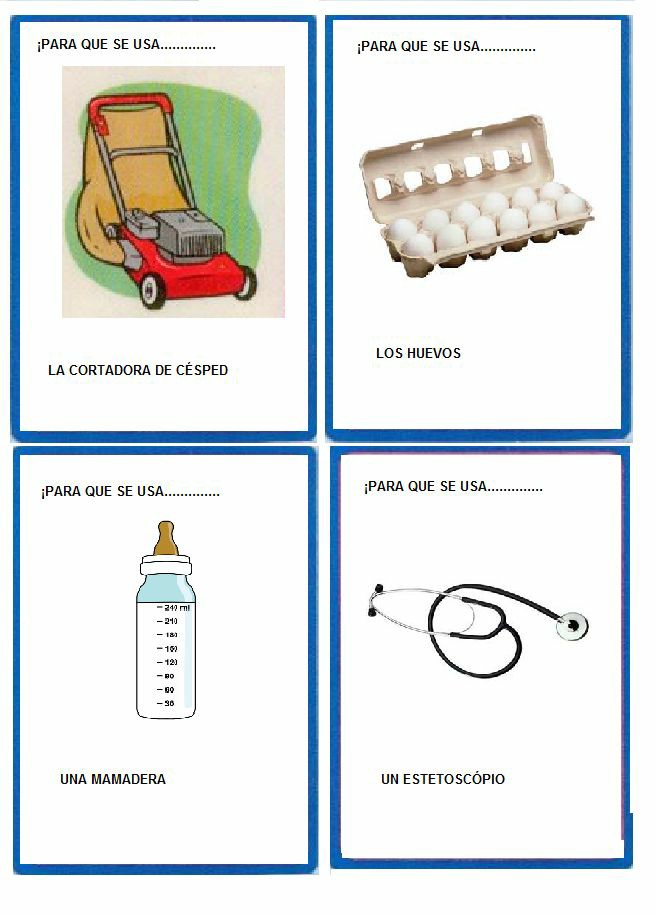 ¡PARA QUE SE USA..............
LA CORTADORA DE CÉSPED
¡PARA QUE SE USA..............
LOS HUEVOS
¡PARA QUE SE USA..............
240 ml
210
180
150
120
90
60
30
UNA MAMADERA
¡PARA QUE SE USA..............
UN ESTETOSCÓPIO